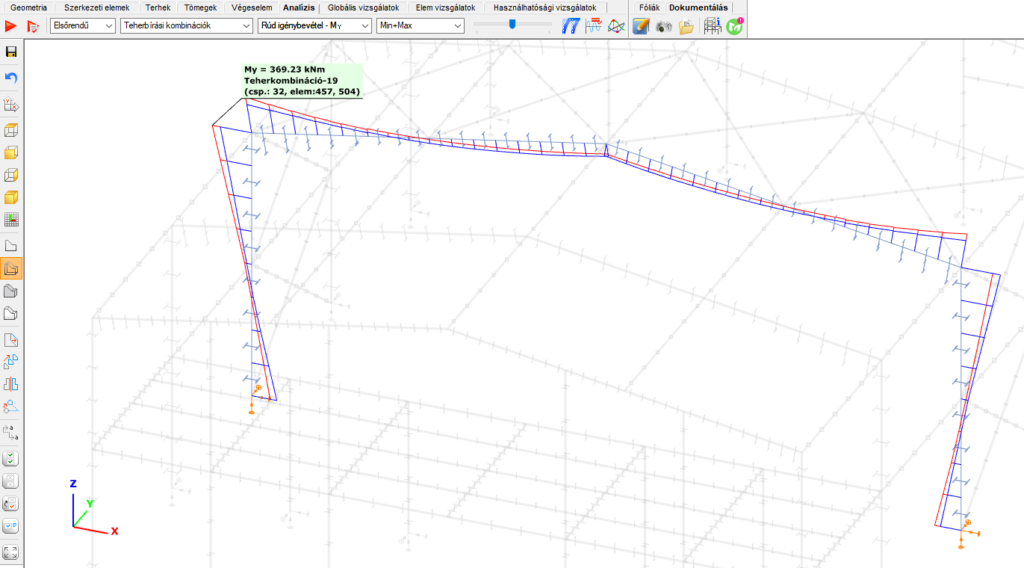 Geometria Szerkezeti elemek Terhek Tömegek Végeselem Analízis Globális vizsgálatok Elem vizsgálatok Használhatósági vizsgálatok Fóliák Dokumentálás
Elsőrendű Teherbírási kombinációk Rúd igénybevétel - My Min+Max
My = 369.23 kNm
Teherkombináció-19
(csp.: 32, elem:457, 504)
Z
Y
X